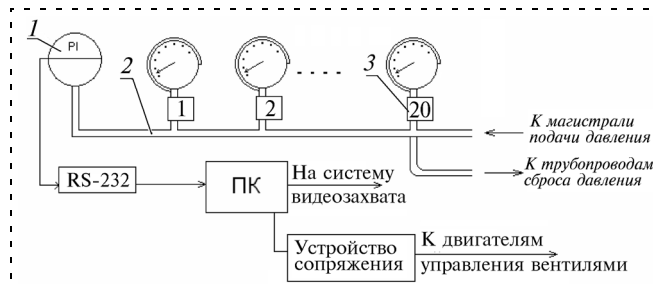 1
PI
2
3
1
2
20
К магистрали
подачи давления
К трубопроводам
сброса давления
RS-232
ПК
На систему
видеозахвата
Устройство
сопряжения
К двигателям
управления вентилями